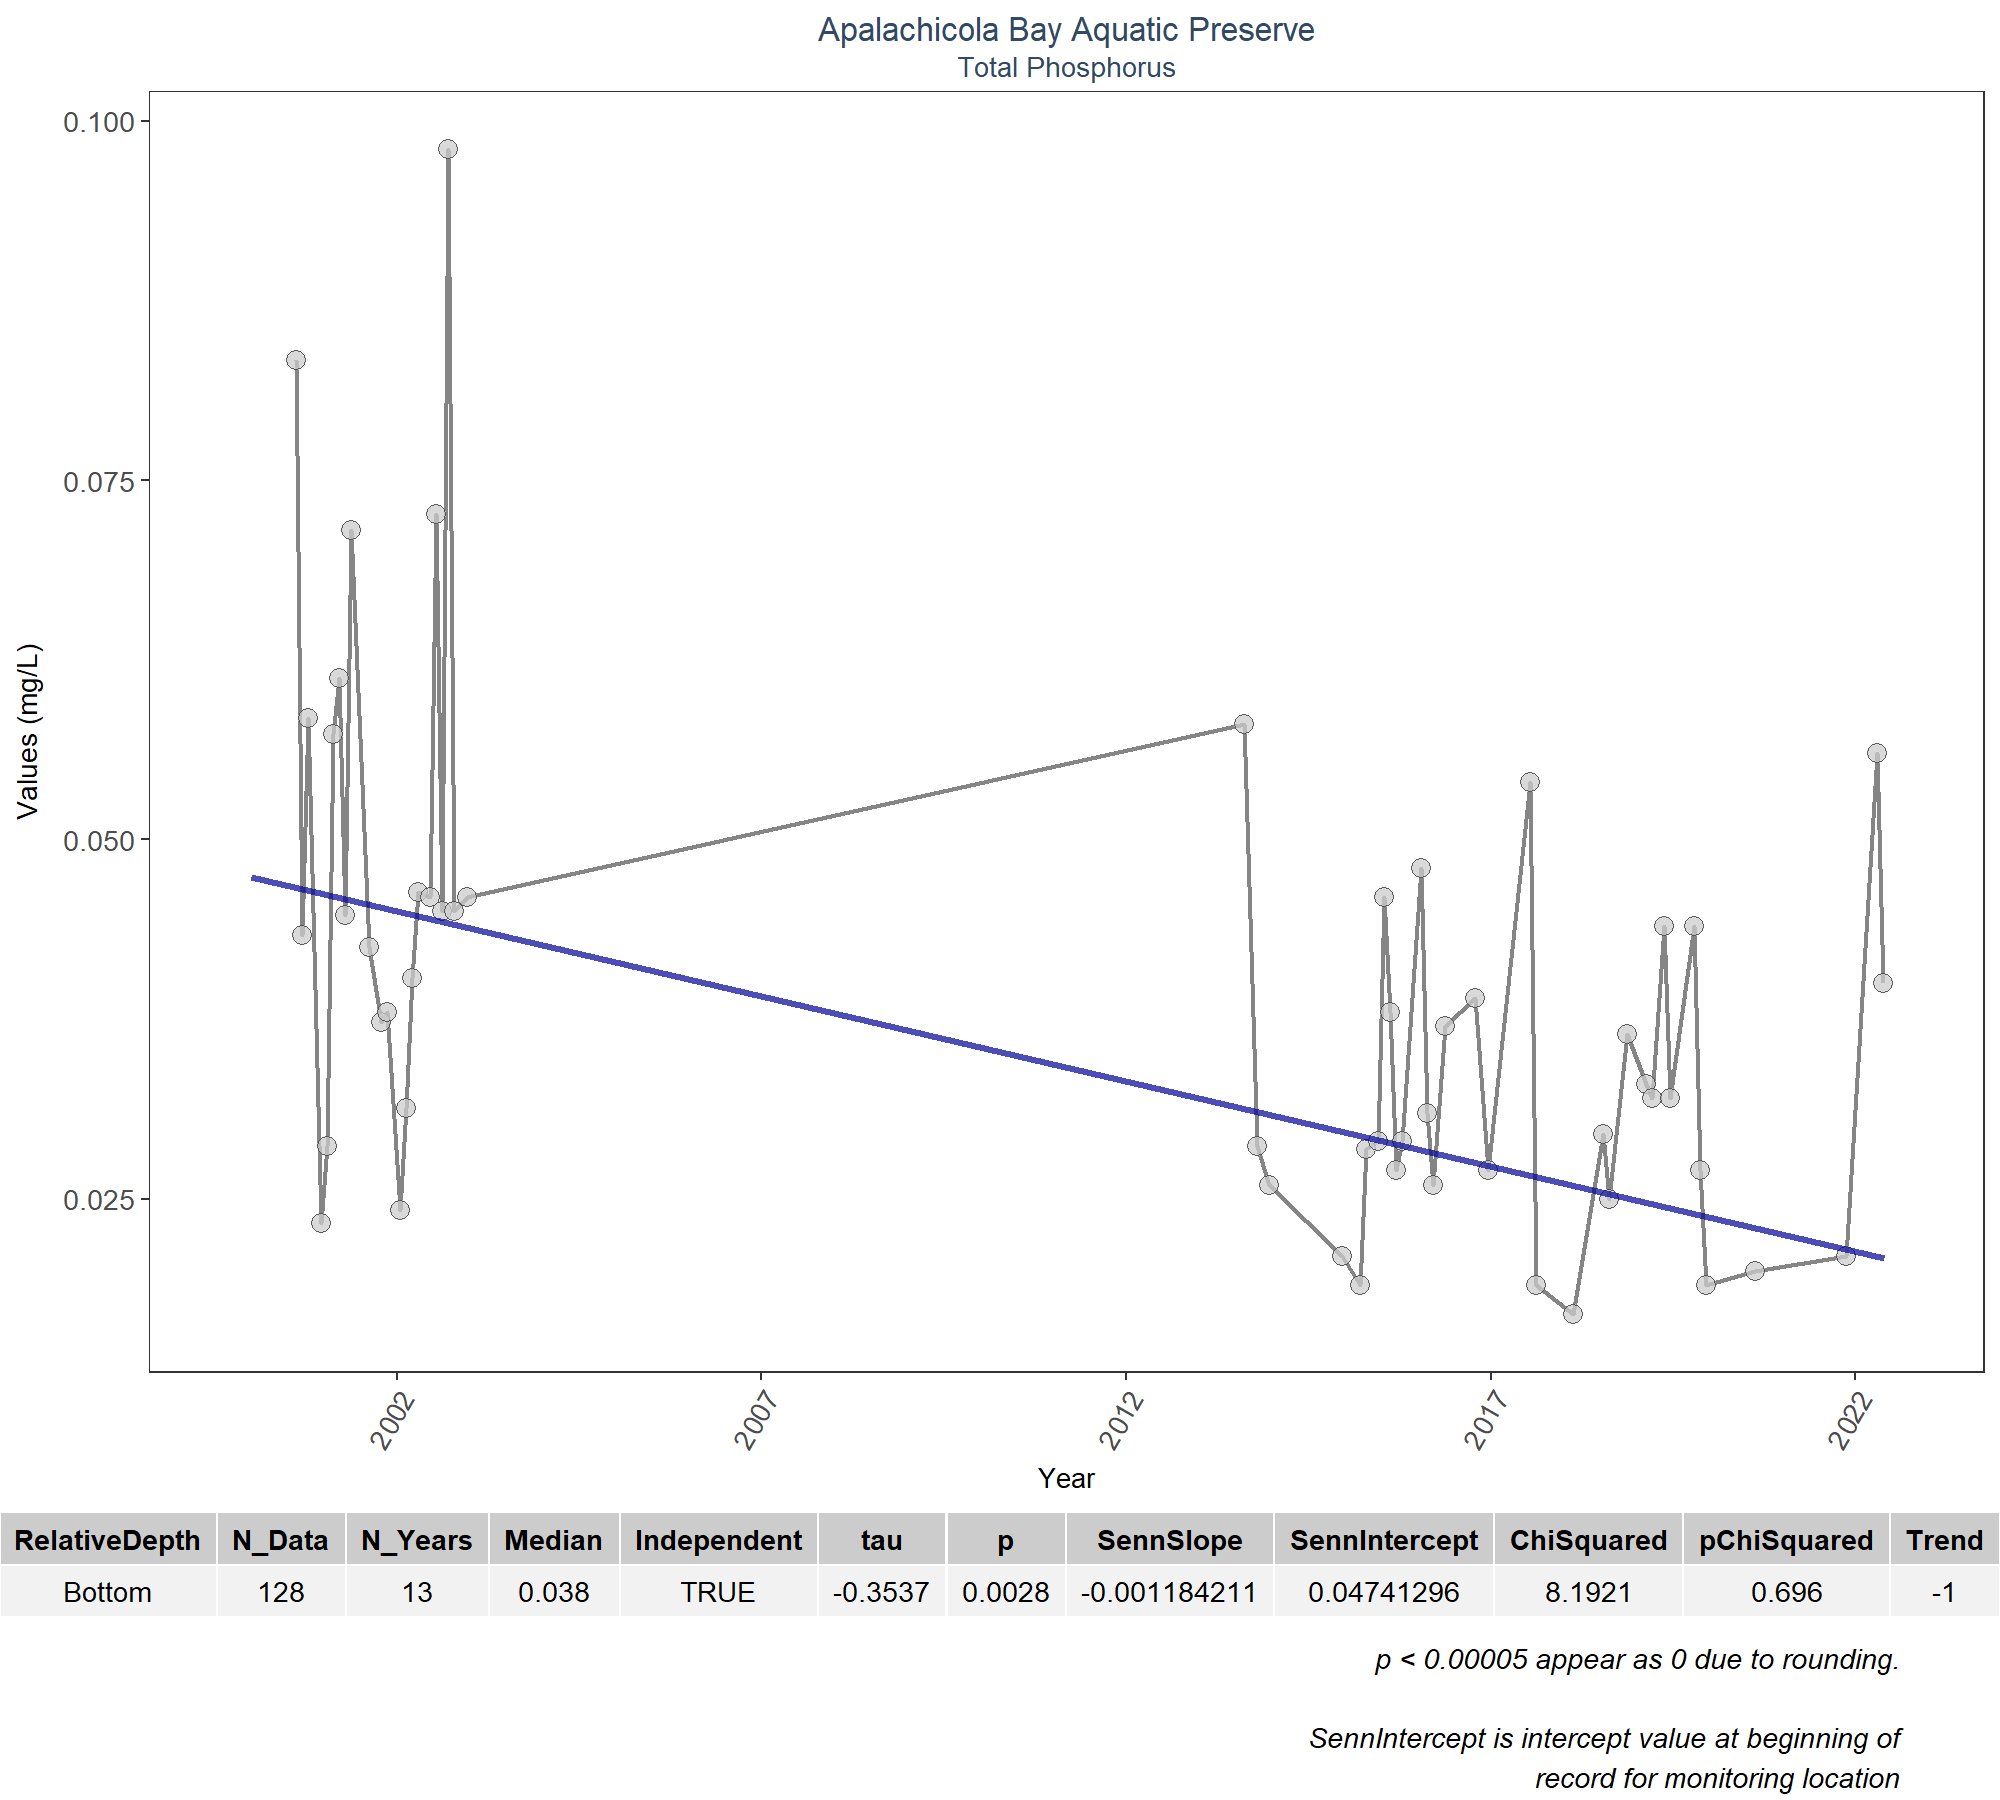 Apalachicola Bay Aquatic Preserve
Total Phosphorus
0.100
0.075
0.050
0.025
Values (mg/L)
2002 2007 2012 2017 2022
Year
RelativeDepth N_Data N_Years Median Independent tau p SennSlope SennIntercept ChiSquared pChiSquared Trend
Bottom 128 13 0.038 TRUE -0.3537 0.0028 -0.001184211 0.04741296 8.1921 0.696 -1
p < 0.00005 appear as 0 due to rounding.
SennIntercept is intercept value at beginning of
record for monitoring location